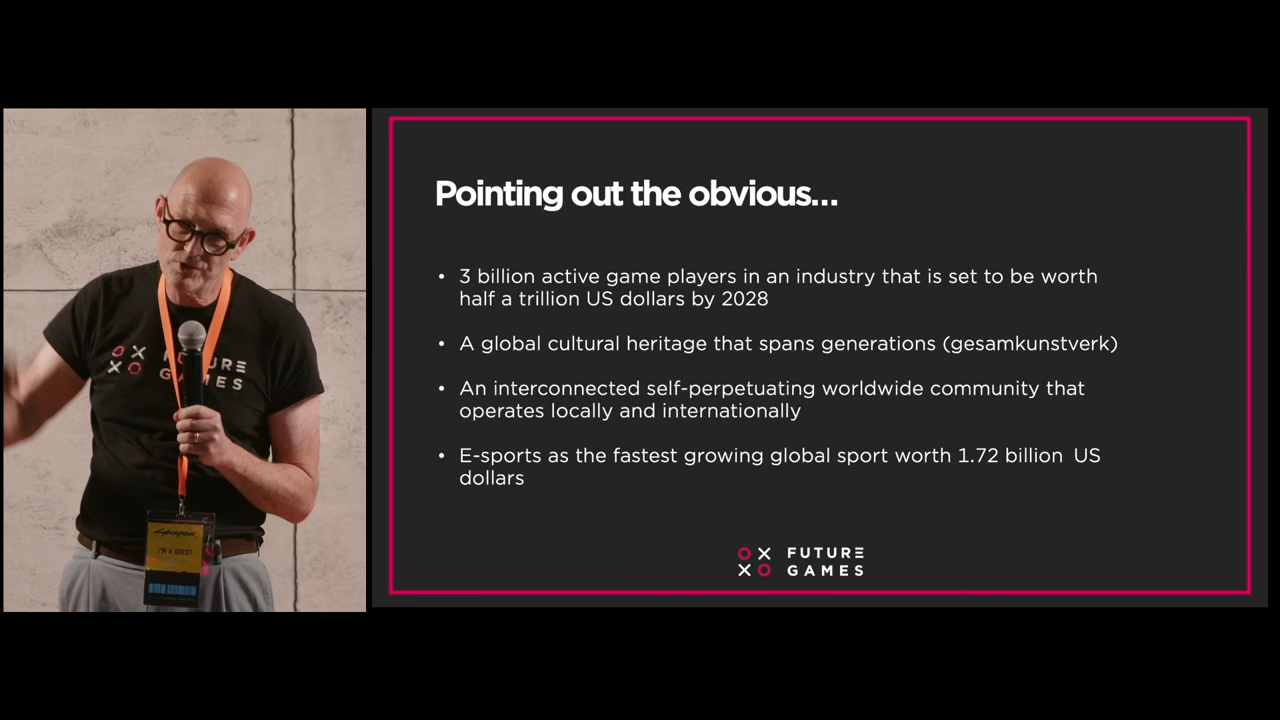 Pointing out the obvious...
• 3 billion active game players in an industry that is set to be worth
half a trillion US dollars by 2028
• A global cultural heritage that spans generations (gesamkunstverk)
• An interconnected self-perpetuating worldwide community that
operates locally and internationally
• E-sports as the fastest growing global sport worth 1.72 billion US
dollars
FUTURE
GAMES
FUTURE
GAMES
Cyberpunk
I'M A GUEST